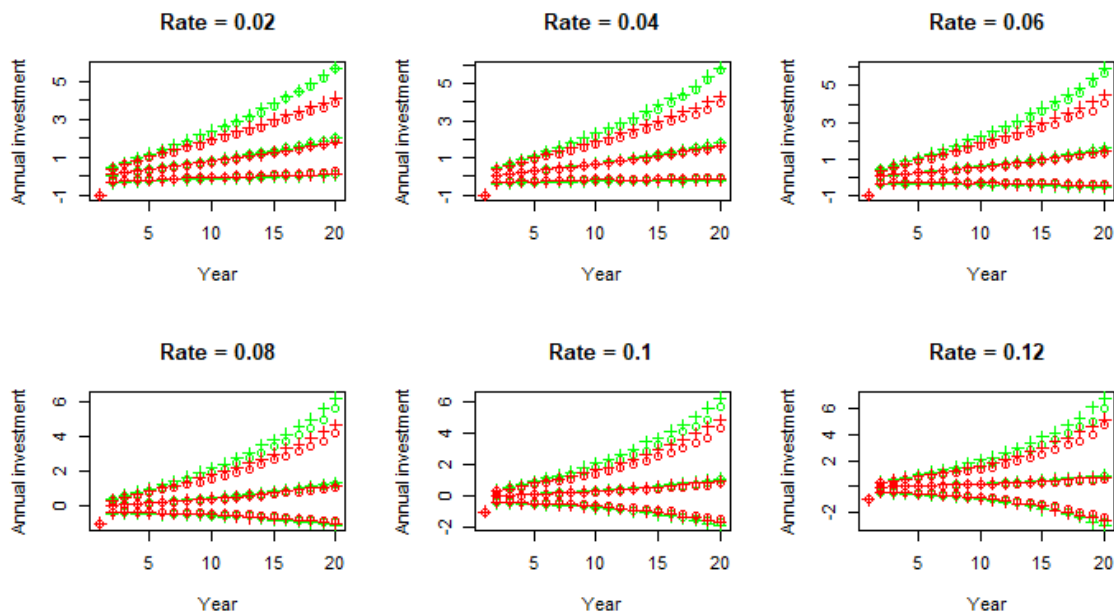 Rate = 0.02
Annual investment
5
3
1
-1
5 10 15 20
Year
Rate = 0.04
Annual investment
5
3
1
-1
5 10 15 20
Year
Rate = 0.06
Annual investment
5
3
1
-1
5 10 15 20
Year
Rate = 0.08
Annual investment
6
4
2
0
5 10 15 20
Year
Rate = 0.1
Annual investment
6
4
2
0
-2
5 10 15 20
Year
Rate = 0.12
Annual investment
6
2
-2
5 10 15 20
Year